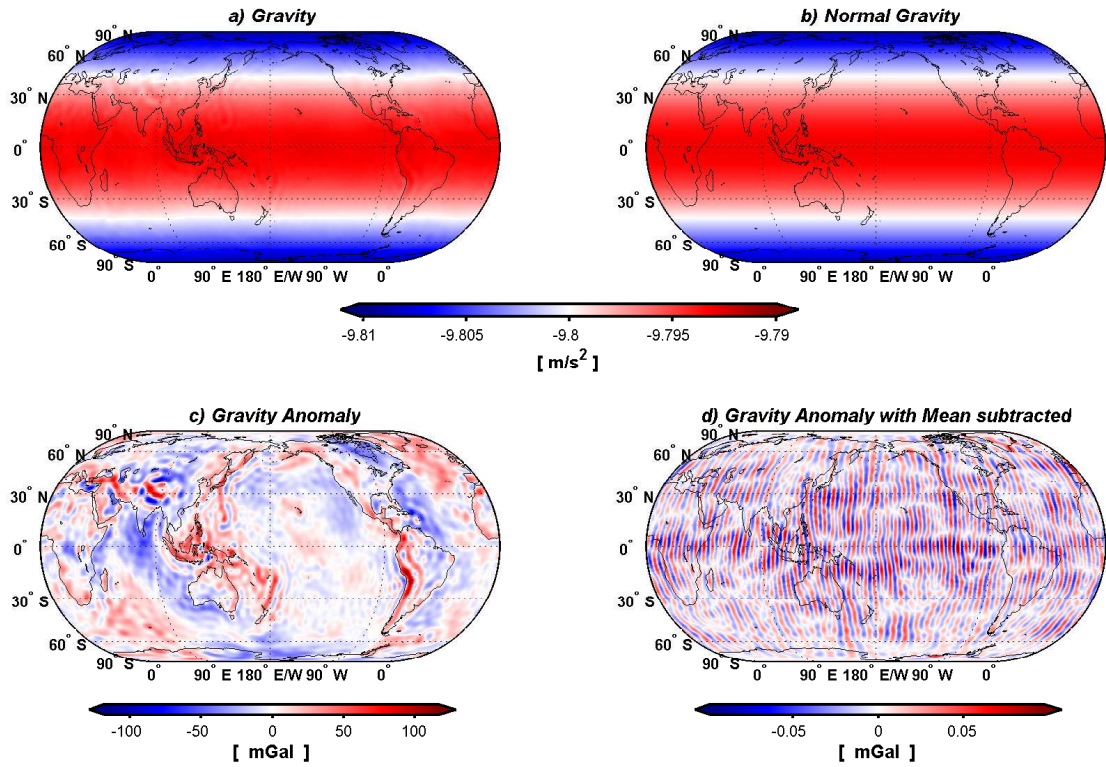 a) Gravity
90° N
60° N
30° N
0°
30° S
60° S
90° S
0° 90° E 180° E/W 90° W 0°
b) Normal Gravity
90° N
60° N
30° N
0°
30° S
60° S
90° S
0° 90° E 180° E/W 90° W 0°
-9.81 -9.805 -9.8 -9.795 -9.79
[ m/s² ]
c) Gravity Anomaly
90° N
60° N
30° N
0°
30° S
60° S
90° S
0° 90° E 180° E/W 90° W 0°
-100 -50 0 50 100
[ mGal ]
d) Gravity Anomaly with Mean subtracted
90° N
60° N
30° N
0°
30° S
60° S
90° S
0° 90° E 180° E/W 90° W 0°
-0.05 0 0.05
[ mGal ]